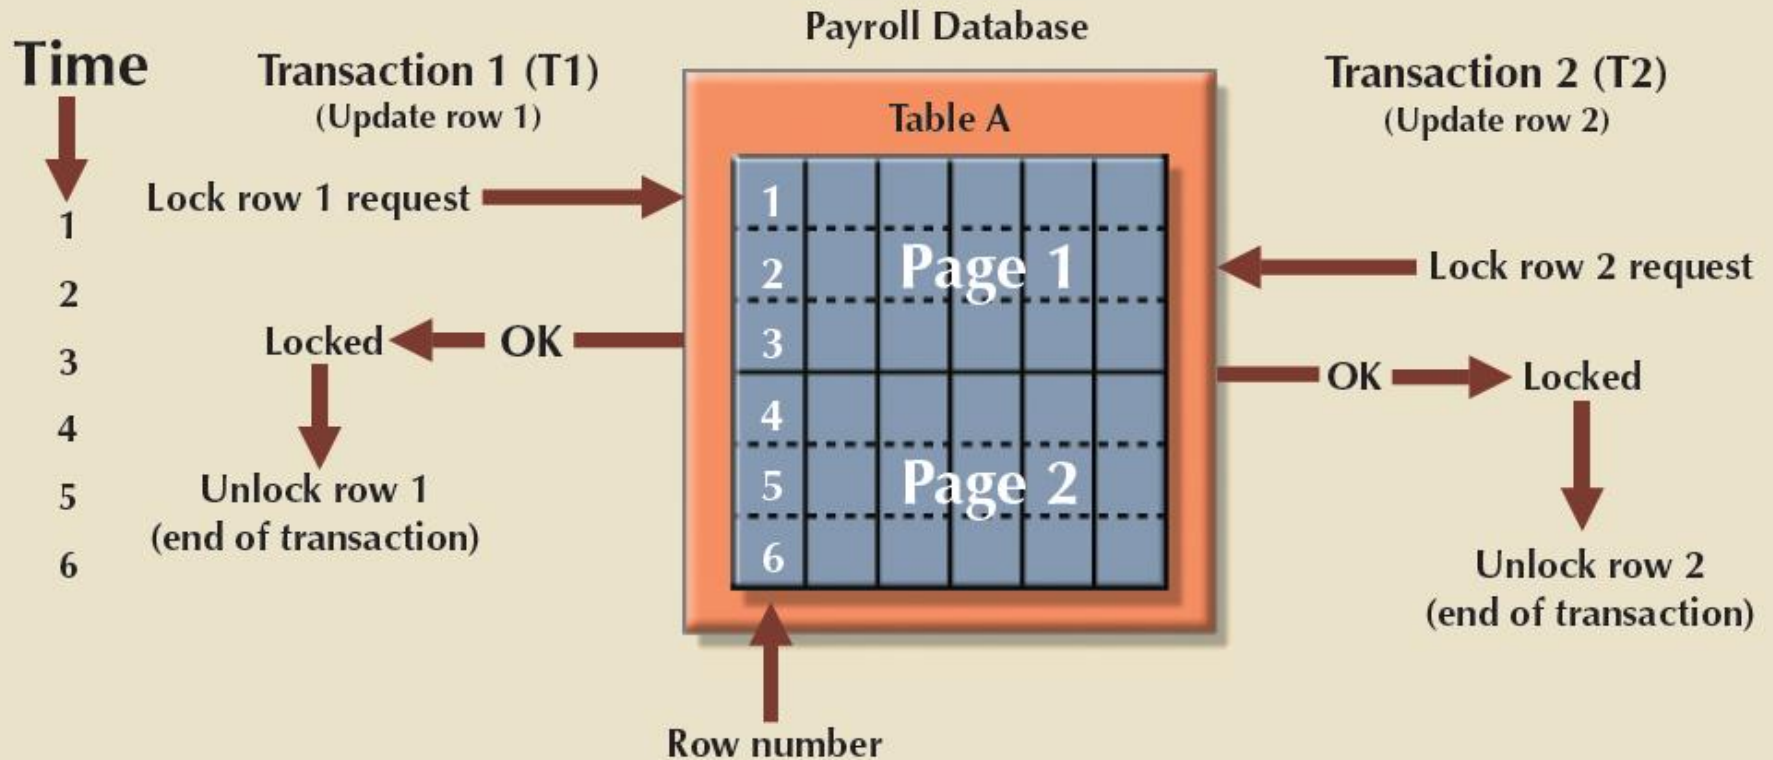 Payroll Database
Time
Transaction 1 (T1)
(Update row 1)
Table A
Transaction 2 (T2)
(Update row 2)
Lock row 1 request
1
2
3
4
5
6
Page 1
Page 2
1
2
3
4
5
6
Lock row 2 request
Locked
OK
OK
Locked
Unlock row 1
(end of transaction)
Unlock row 2
(end of transaction)
Row number